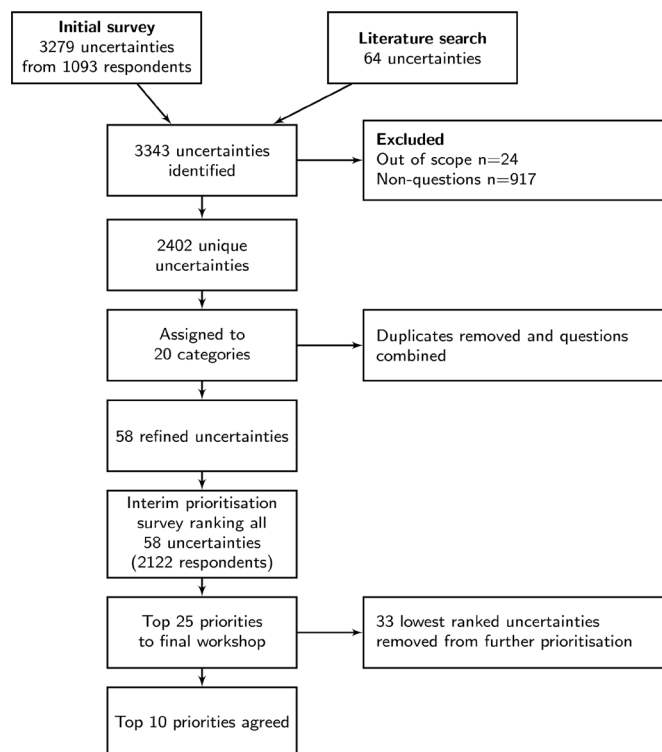 Initial survey
3279 uncertainties
from 1093 respondents
Literature search
64 uncertainties
3343 uncertainties
identified
Excluded
Out of scope n=24
Non-questions n=917
2402 unique
uncertainties
Assigned to
20 categories
Duplicates removed and questions
combined
58 refined uncertainties
Interim prioritisation
survey ranking all
58 uncertainties
(2122 respondents)
Top 25 priorities
to final workshop
33 lowest ranked uncertainties
removed from further prioritisation
Top 10 priorities agreed